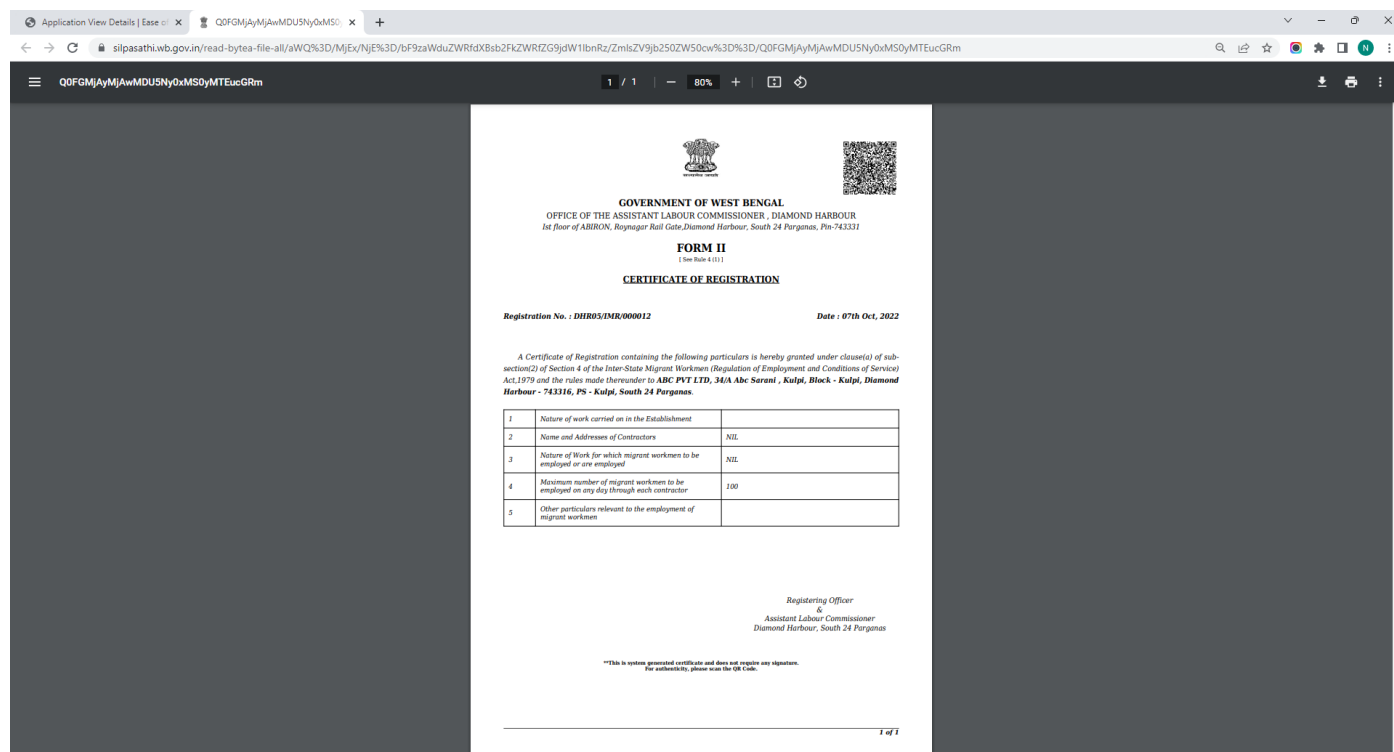 Application View Details | Ease of
Q0FGMjAyMjAwMDU5Ny0xMS0
silpasathi.wb.gov.in/read-bytea-file-all/aWQ%3D/MjEx/NjE%3D/bF9zaWduZWRfdXBsb2FkZWRfZG9jdW1lbnRz/ZmlsZV9jb250ZW50cw%3D%3D/Q0FGMjAyMjAwMDU5Ny0xMS0yMTEucGRm
N
Q0FGMjAyMjAwMDU5Ny0xMS0yMTEucGRm
1 / 1
80%
सत्यमेव जयते
GOVERNMENT OF WEST BENGAL
OFFICE OF THE ASSISTANT LABOUR COMMISSIONER , DIAMOND HARBOUR
Ist floor of ABIRON, Roynagar Rail Gate,Diamond Harbour, South 24 Parganas, Pin-743331
FORM II
[ See Rule 4 (1) ]
CERTIFICATE OF REGISTRATION
Registration No. : DHR05/IMR/000012 Date : 07th Oct, 2022
A Certificate of Registration containing the following particulars is hereby granted under clause(a) of sub-
section(2) of Section 4 of the Inter-State Migrant Workmen (Regulation of Employment and Conditions of Service)
Act,1979 and the rules made thereunder to ABC PVT LTD, 34/A Abc Sarani , Kulpi, Block - Kulpi, Diamond
Harbour - 743316, PS - Kulpi, South 24 Parganas.
1 Nature of work carried on in the Establishment
2 Name and Addresses of Contractors NIL
3 Nature of Work for which migrant workmen to be
employed or are employed NIL
4 Maximum number of migrant workmen to be
employed on any day through each contractor 100
5 Other particulars relevant to the employment of
migrant workmen
Registering Officer
&
Assistant Labour Commissioner
Diamond Harbour, South 24 Parganas
**This is system generated certificate and does not require any signature.
For authenticity, please scan the QR Code.
1 of 1